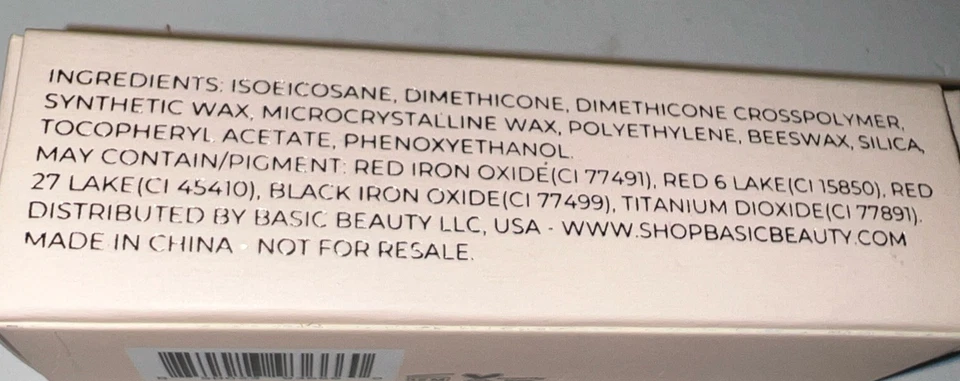 INGREDIENTS: ISOEICOSANE, DIMETHICONE, DIMETHICONE CROSSPOLYMER,
SYNTHETIC WAX, MICROCRYSTALLINE WAX, POLYETHYLENE, BEESWAX, SILICA,
TOCOPHERYL ACETATE, PHENOXYETHANOL.
MAY CONTAIN/PIGMENT: RED IRON OXIDE(CI 77491), RED 6 LAKE(CI 15850), RED
27 LAKE(CI 45410), BLACK IRON OXIDE(CI 77499), TITANIUM DIOXIDE(CI 77891).
DISTRIBUTED BY BASIC BEAUTY LLC, USA - WWW.SHOPBASICBEAUTY.COM
MADE IN CHINA - NOT FOR RESALE.